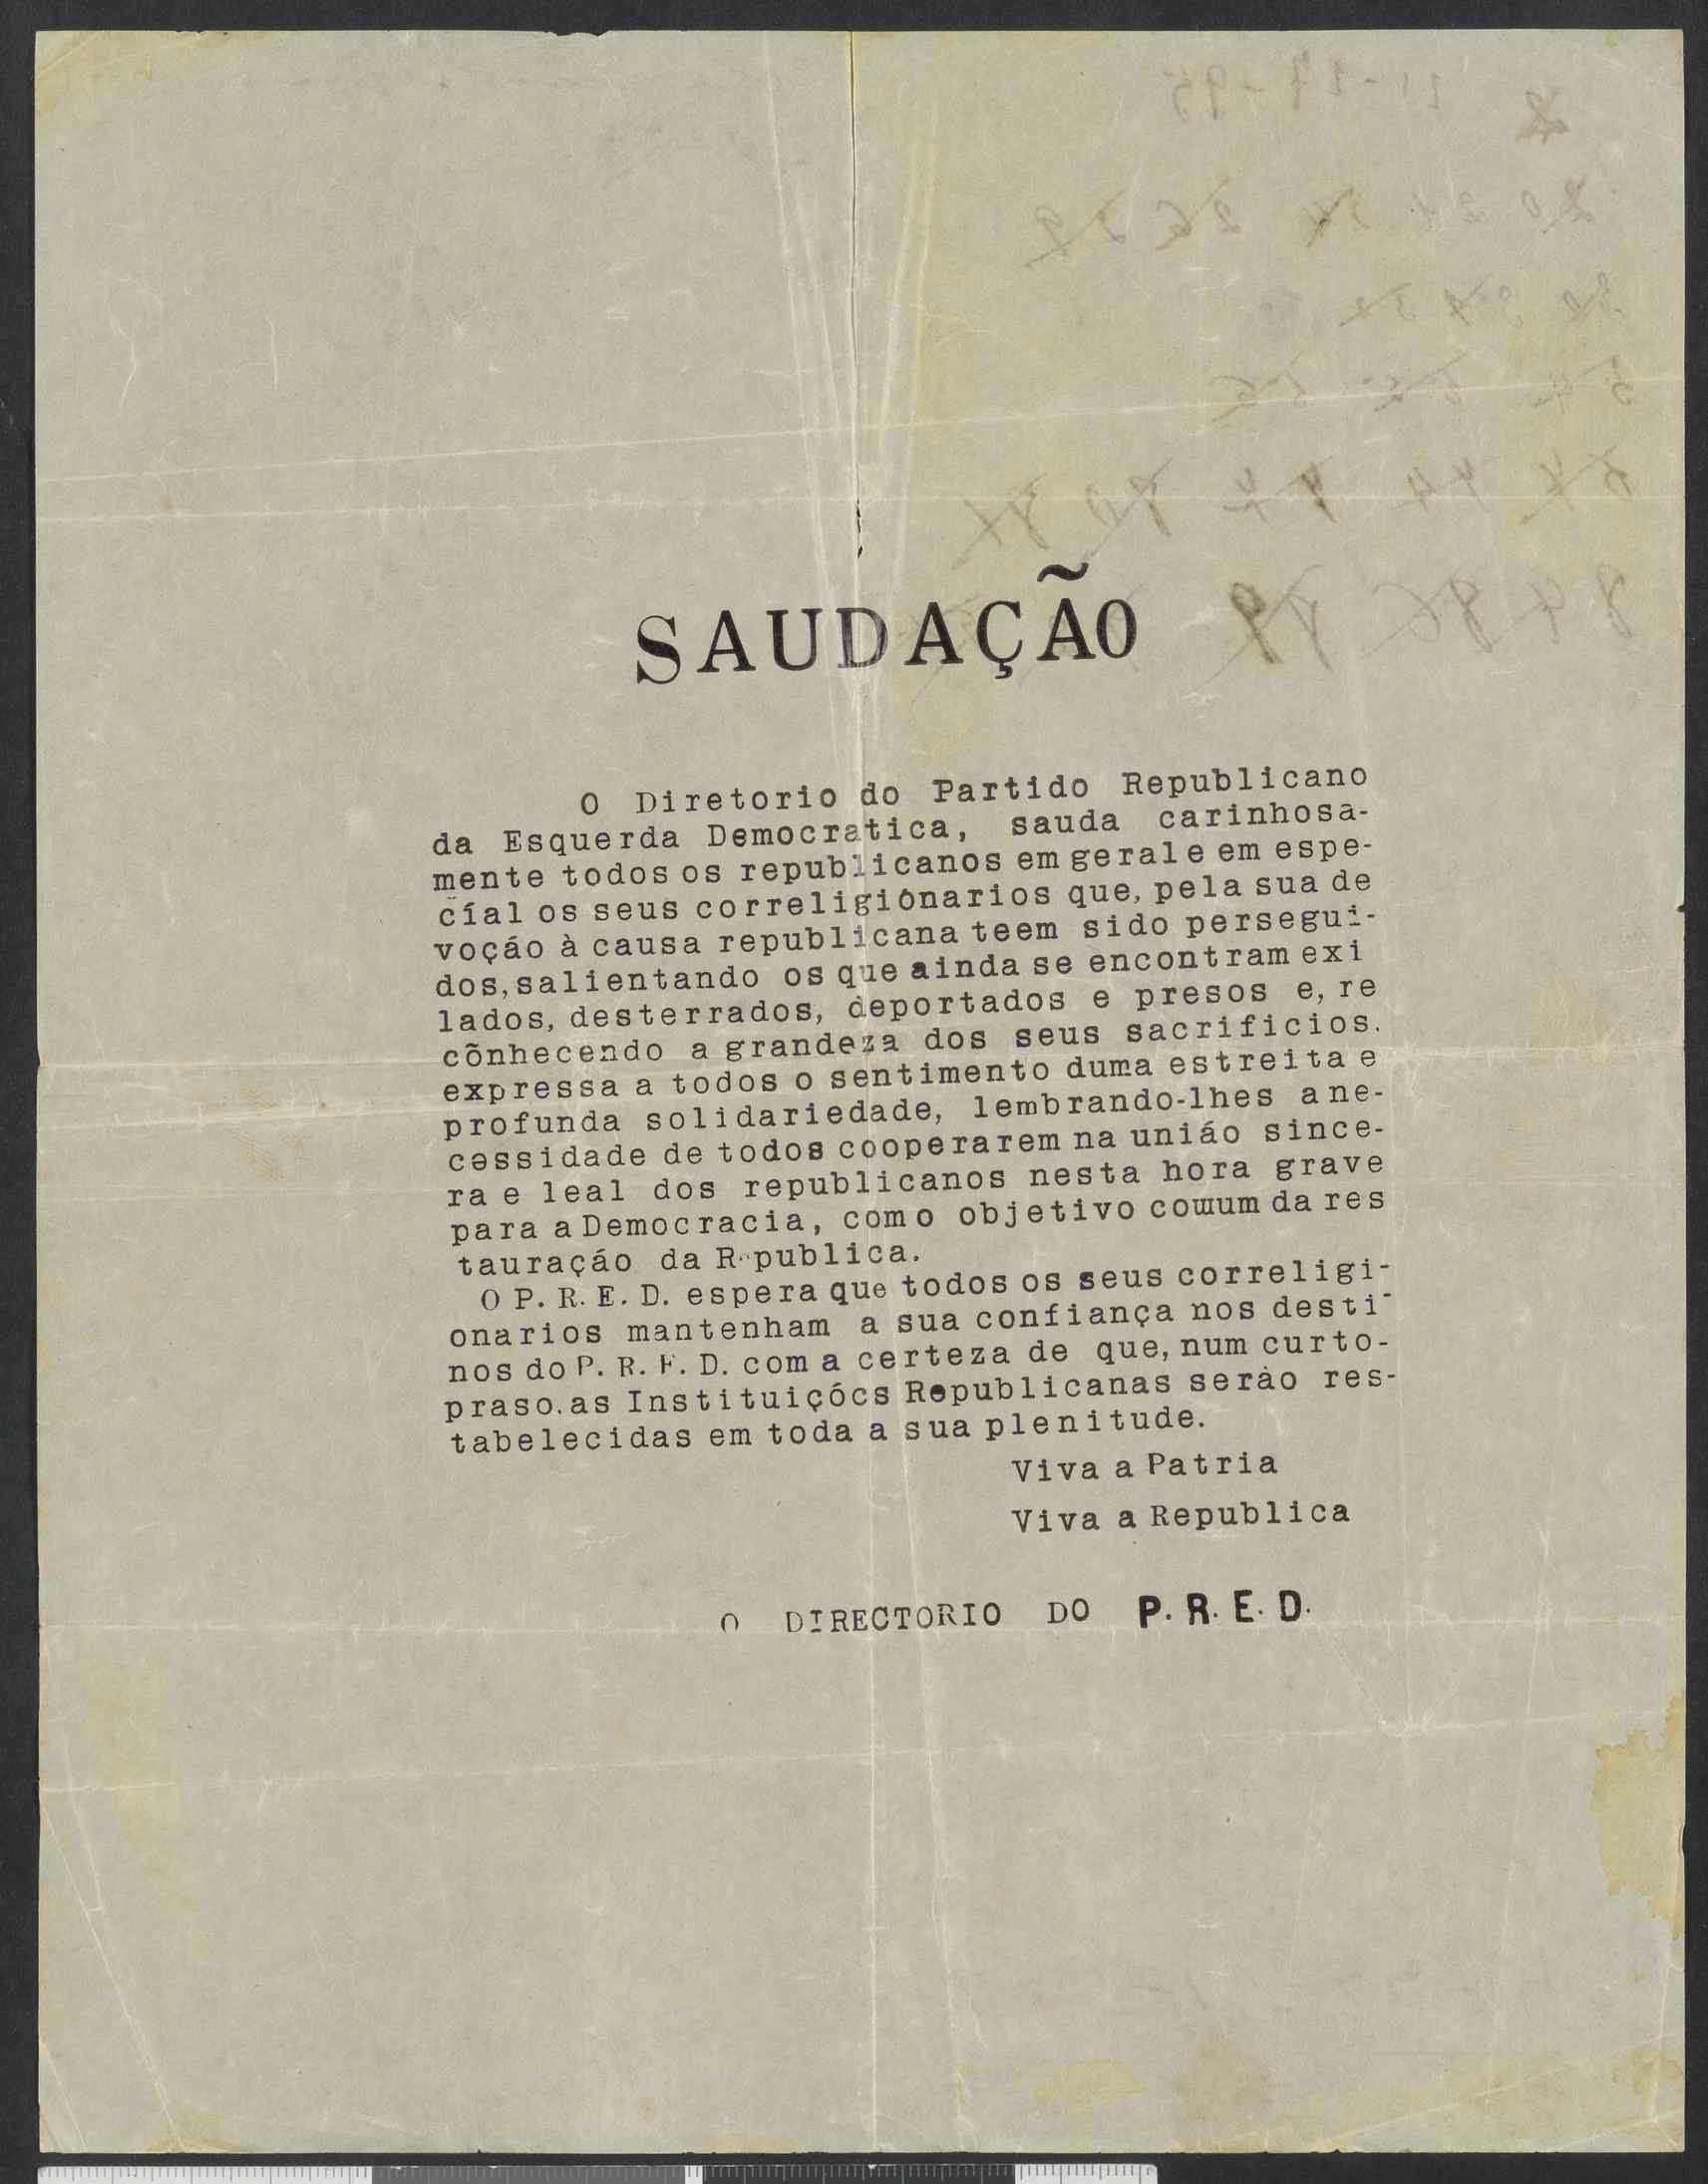 SAUDAÇÃO
O Diretorio do Partido Republicano
da Esquerda Democratica, sauda carinhosa-
mente todos os republicanos em geral e em espe-
cíal os seus correligiõnarios que, pela sua de
voçáo à causa republicana teem sido persegui-
dos, salientando os que ainda se encontram exi
lados, desterrados, deportados e presos e, re
cõnhecendo a grandeza dos seus sacrificios.
expressa a todos o sentimento duma estreita e
profunda solidariedade, lembrando-lhes a ne-
cessidade de todos cooperarem na uniáo since-
ra e leal dos republicanos nesta hora grave
para a Democracia, com o objetivo comum da res
tauraçáo da Republica.
O P. R. E. D. espera que todos os seus correligi-
onarios mantenham a sua confiança nos desti-
nos do P. R. E. D. com a certeza de que, num curto-
praso. as Instituiçócs Republicanas serào res-
tabelecidas em toda a sua plenitude.
Viva a Patria
Viva a Republica
O DIRECTORIO DO P. R. E. D.